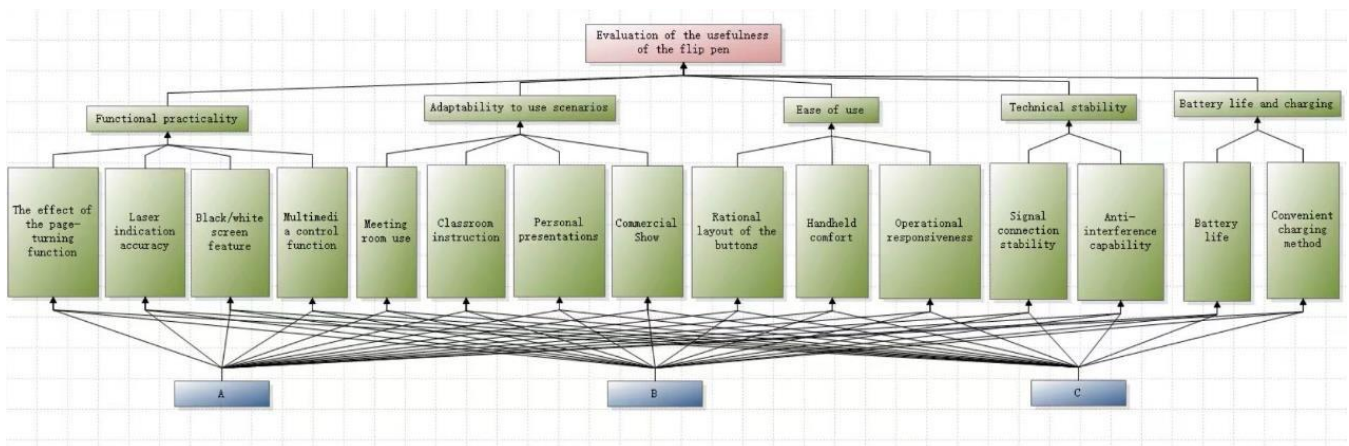 Evaluation of the usefulness
of the flip pen
Functional practicality
Adaptability to use scenarios
Ease of use
Technical stability
Battery life and charging
The effect of
the page-
turning
function
Laser
indication
accuracy
Black/white
screen
feature
Multimedi
a control
function
Meeting
room use
Classroom
instruction
Personal
presentations
Commercial
Show
Rational
layout of the
buttons
Handheld
comfort
Operational
responsiveness
Signal
connection
stability
Anti-
interference
capability
Battery
life
Convenient
charging
method
A
B
C